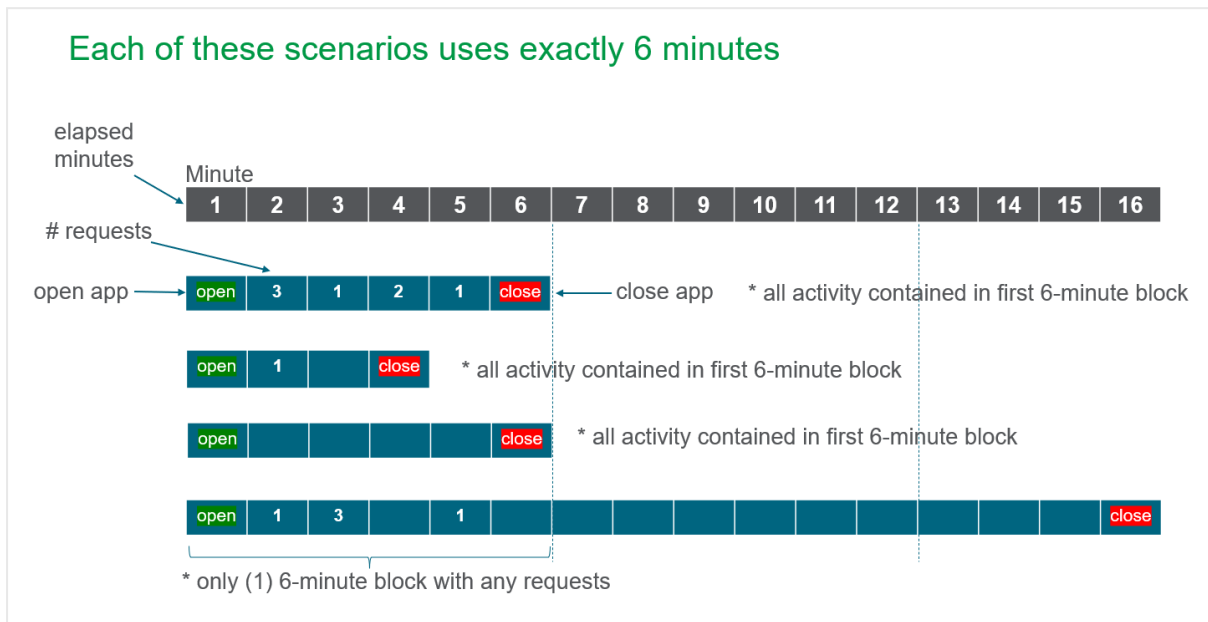 Each of these scenarios uses exactly 6 minutes
elapsed
minutes
Minute
1 2 3 4 5 6 7 8 9 10 11 12 13 14 15 16
# requests
open app open 3 1 2 1 close close app * all activity contained in first 6-minute block
open 1 close * all activity contained in first 6-minute block
open close * all activity contained in first 6-minute block
open 1 3 1 close
* only (1) 6-minute block with any requests